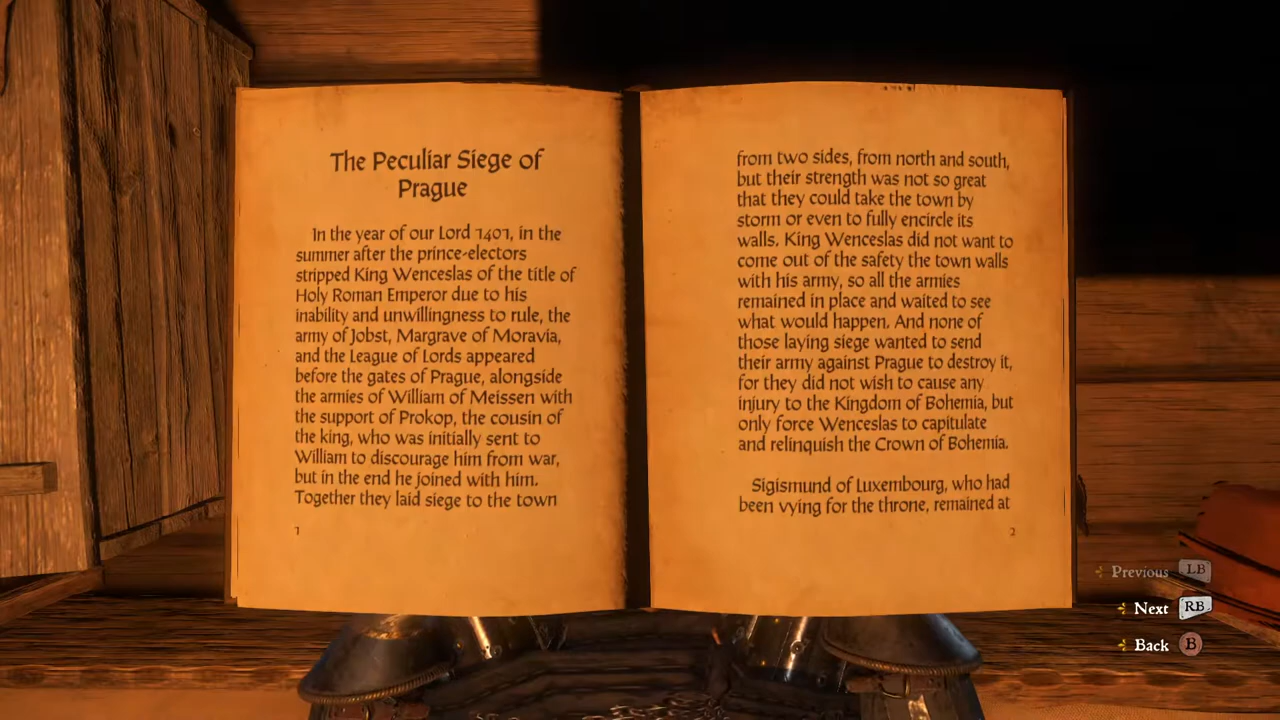 The Peculiar Siege of
Prague
In the year of our Lord 1401, in the
summer after the prince-electors
stripped King Wenceslas of the title of
Holy Roman Emperor due to his
inability and unwillingness to rule, the
army of Jobst, Margrave of Moravia,
and the League of Lords appeared
before the gates of Prague, alongside
the armies of William of Meissen with
the support of Prokop, the cousin of
the king, who was initially sent to
William to discourage him from war,
but in the end he joined with him.
Together they laid siege to the town
1
from two sides, from north and south,
but their strength was not so great
that they could take the town by
storm or even to fully encircle its
walls. King Wenceslas did not want to
come out of the safety the town walls
with his army, so all the armies
remained in place and waited to see
what would happen. And none of
those laying siege wanted to send
their army against Prague to destroy it,
for they did not wish to cause any
injury to the Kingdom of Bohemia, but
only force Wenceslas to capitulate
and relinquish the Crown of Bohemia.
Sigismund of Luxembourg, who had
been vying for the throne, remained at
2
Previous LB
Next RB
Back B